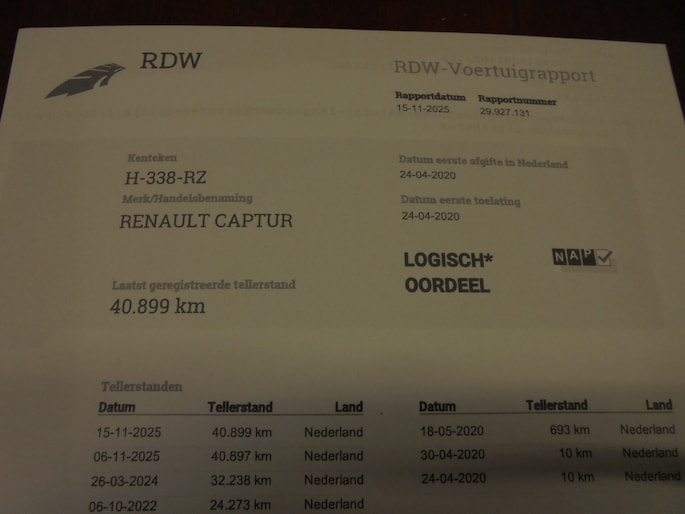 RDW
RDW-Voertuigrapport
Rapportdatum Rapportnummer
15-11-2025 29.927.131
Kenteken
H-338-RZ
Merk/Handelsbenaming
RENAULT CAPTUR
Datum eerste afgifte in Nederland
24-04-2020
Datum eerste toelating
24-04-2020
LOGISCH*
OORDEEL
NAP
Laatst geregistreerde tellerstand
40.899 km
Tellerstanden
Datum Tellerstand Land Datum Tellerstand Land
15-11-2025 40.899 km Nederland 18-05-2020 693 km Nederland
06-11-2025 40.897 km Nederland 30-04-2020 10 km Nederland
26-03-2024 32.238 km Nederland 24-04-2020 10 km Nederland
06-10-2022 24.273 km Nederland